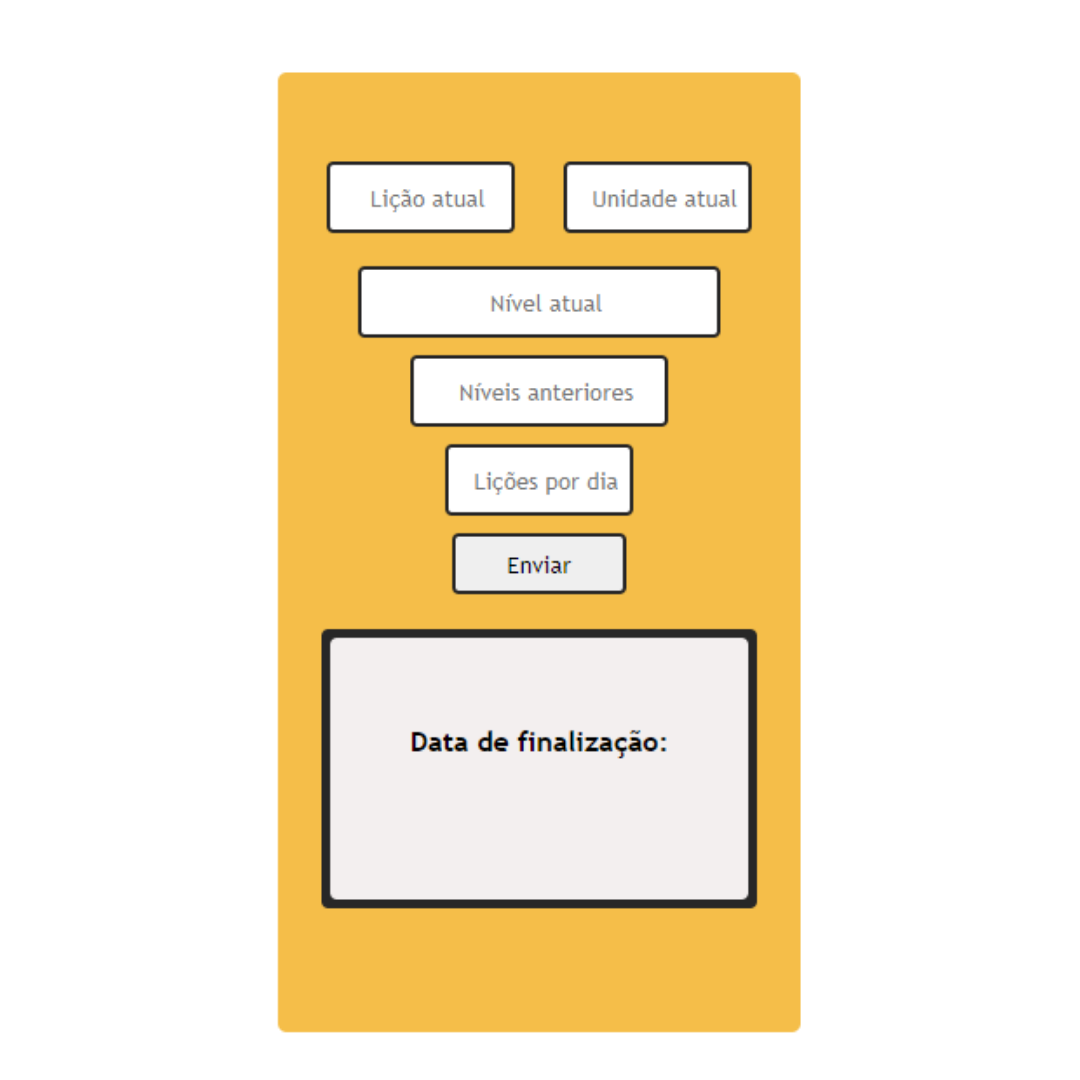 Lição atual
Unidade atual
Nível atual
Níveis anteriores
Lições por dia
Enviar
Data de finalização: